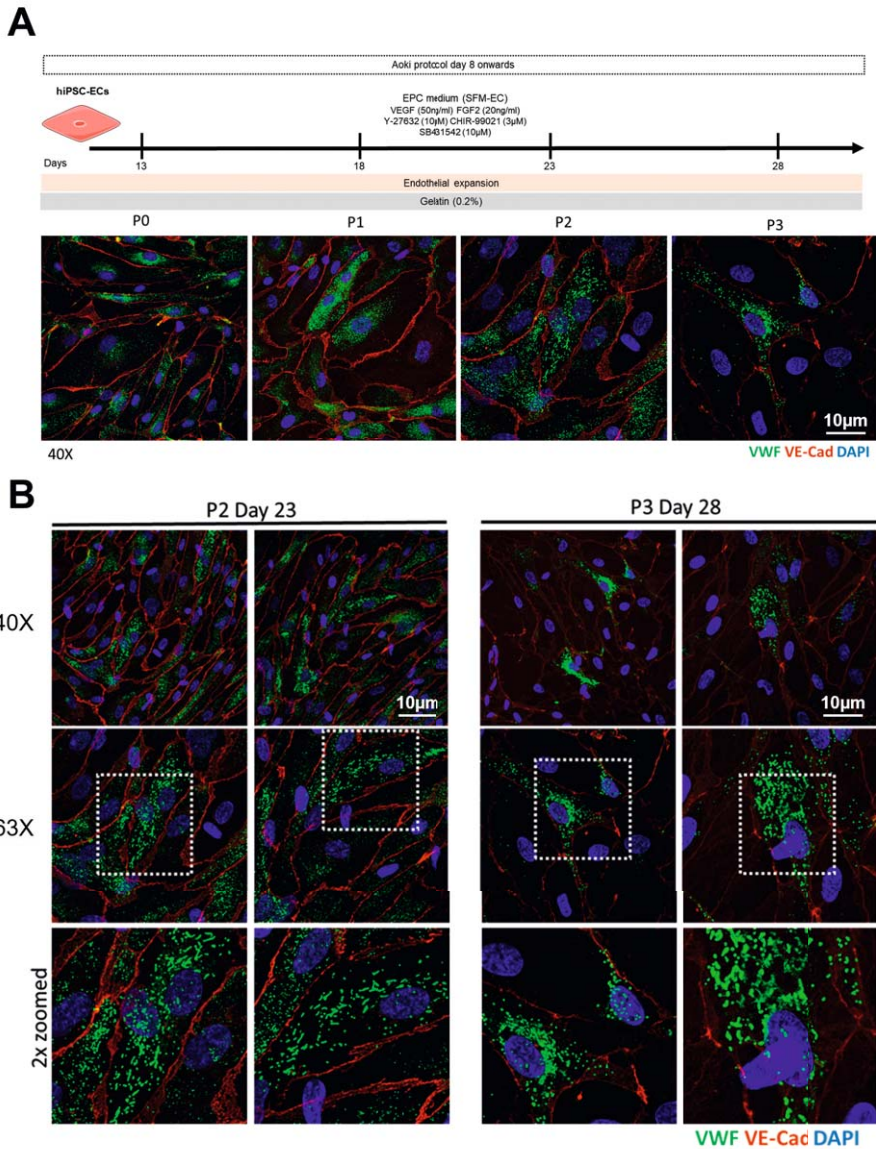 A
Aoki protocol day 8 onwards
hiPSC-ECs
EPC medium (SFM-EC)
VEGF (50ng/ml) FGF2 (20ng/ml)
Y-27632 (10μM) CHIR-99021 (3μM)
SB431542 (10μM)
Days
13
18
23
28
Endothelial expansion
Gelatin (0.2%)
P0
P1
P2
P3
10μm
40X
VWF VE-Cad DAPI
B
P2 Day 23
P3 Day 28
40X
10μm
10μm
63X
2x zoomed
VWF VE-Cad DAPI